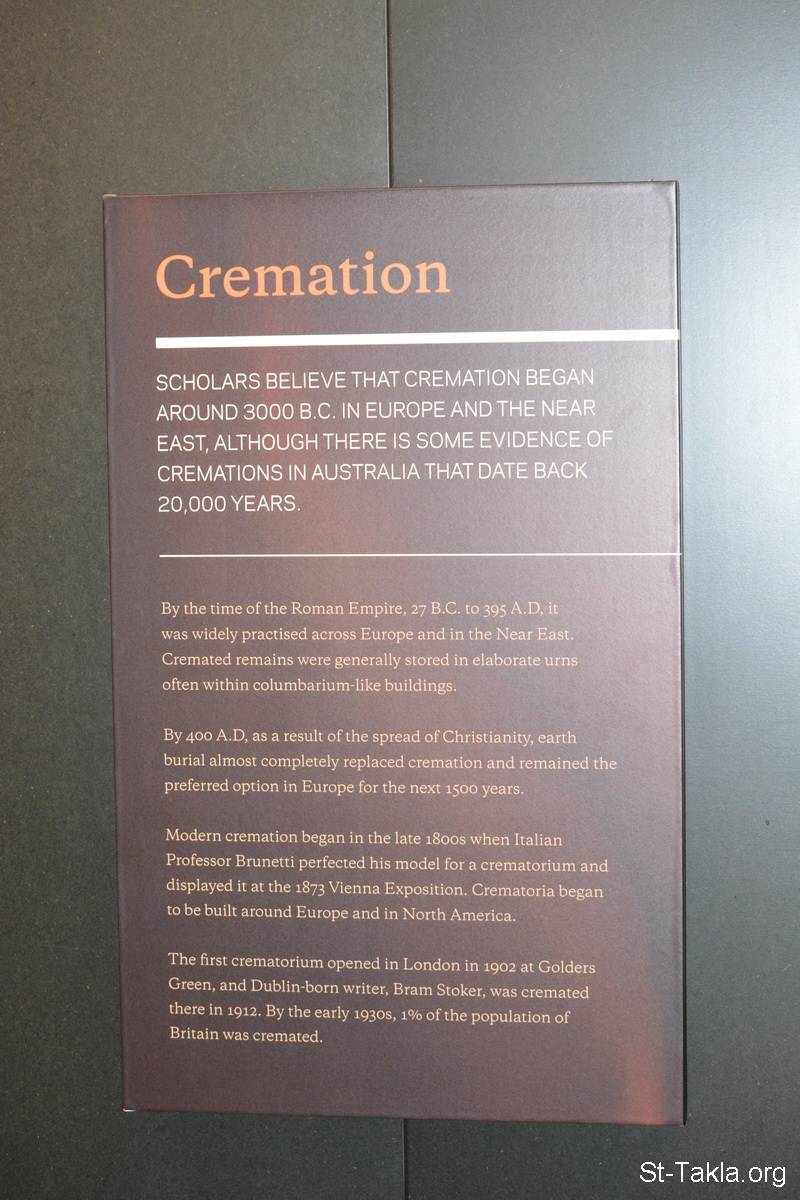 Cremation
SCHOLARS BELIEVE THAT CREMATION BEGAN
AROUND 3000 B.C. IN EUROPE AND THE NEAR
EAST, ALTHOUGH THERE IS SOME EVIDENCE OF
CREMATIONS IN AUSTRALIA THAT DATE BACK
20,000 YEARS.
By the time of the Roman Empire, 27 B.C. to 395 A.D, it
was widely practised across Europe and in the Near East.
Cremated remains were generally stored in elaborate urns
often within columbarium-like buildings.
By 400 A.D, as a result of the spread of Christianity, earth
burial almost completely replaced cremation and remained the
preferred option in Europe for the next 1500 years.
Modern cremation began in the late 1800s when Italian
Professor Brunetti perfected his model for a crematorium and
displayed it at the 1873 Vienna Exposition. Crematoria began
to be built around Europe and in North America.
The first crematorium opened in London in 1902 at Golders
Green, and Dublin-born writer, Bram Stoker, was cremated
there in 1912. By the early 1930s, 1% of the population of
Britain was cremated.
St-Takla.org